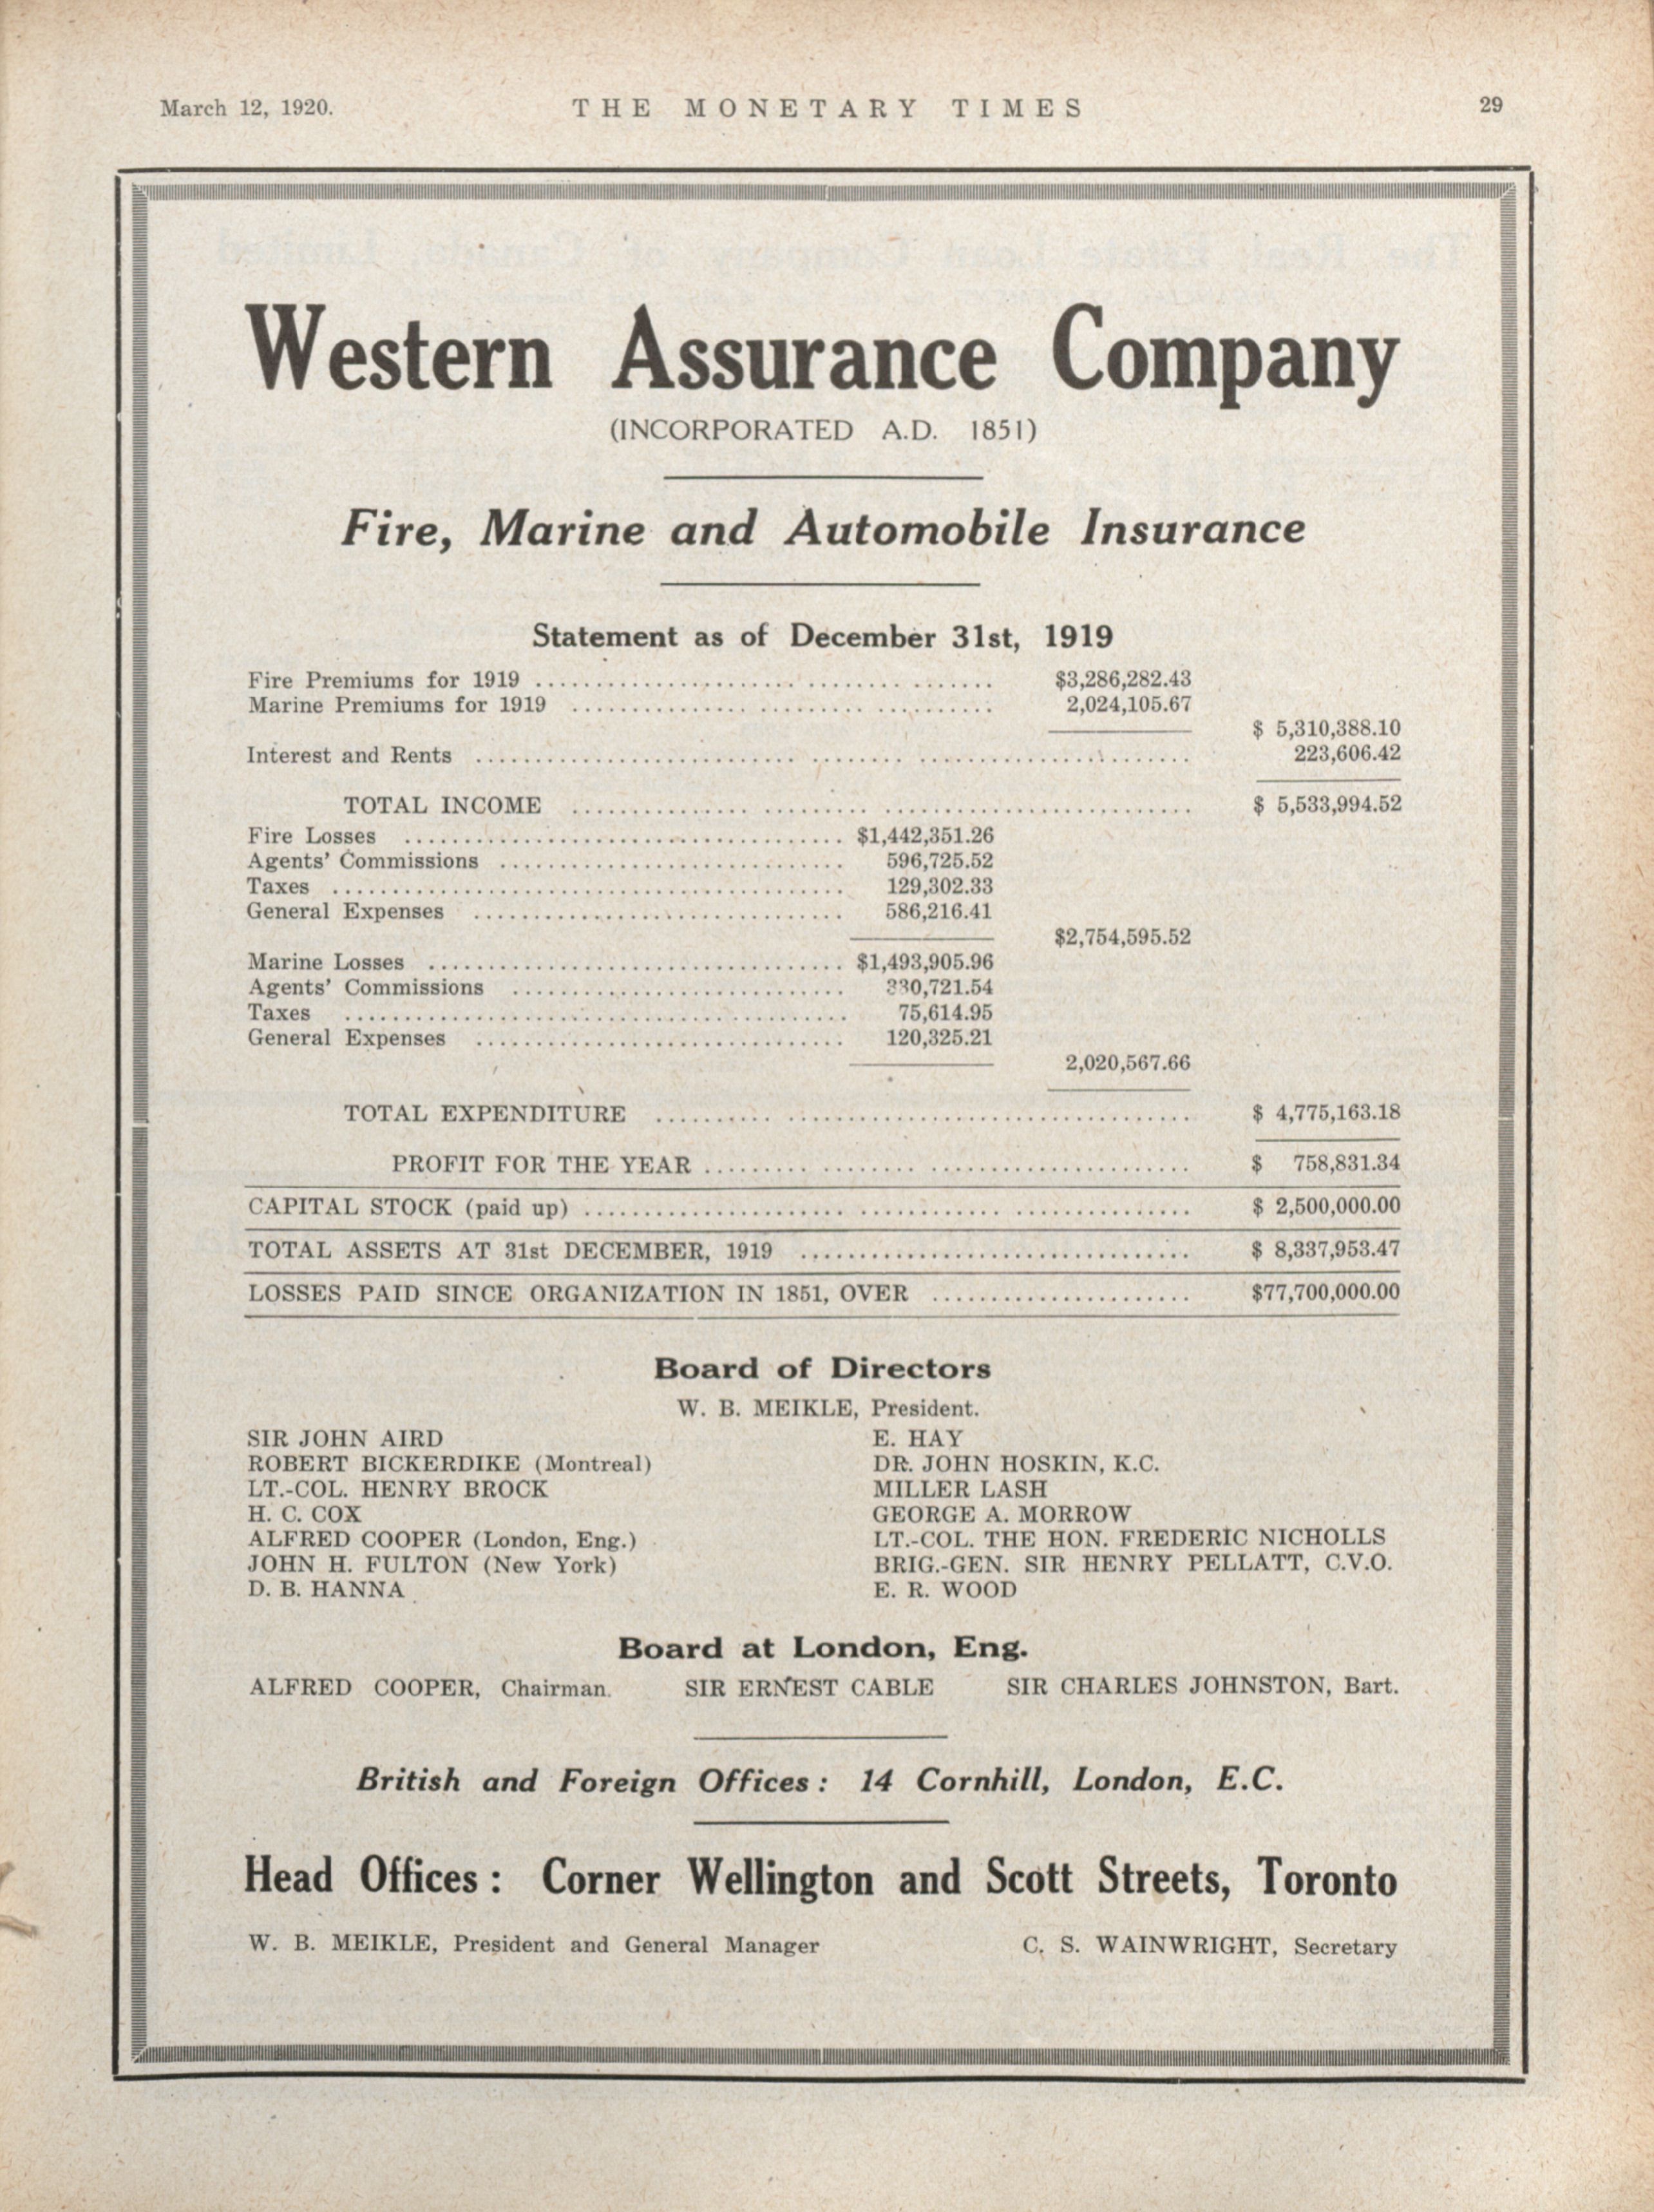 March 12, 1920.
THE MONETARY TIMES
29
Western Assurance Company
(INCORPORATED A.D. 1851)
Fire, Marine and Automobile Insurance
Statement as of December 31st, 1919
Fire Premiums for 1919 $3,286,282.43
Marine Premiums for 1919 2,024,105.67
$ 5,310,388.10
Interest and Rents 223,606.42
TOTAL INCOME $ 5,533,994.52
Fire Losses $1,442,351.26
Agents' Commissions 596,725.52
Taxes 129,302.33
General Expenses 586,216.41
$2,754,595.52
Marine Losses $1,493,905.96
Agents' Commissions 330,721.54
Taxes 75,614.95
General Expenses 120,325.21
2,020,567.66
TOTAL EXPENDITURE $ 4,775,163.18
PROFIT FOR THE YEAR $ 758,831.34
CAPITAL STOCK (paid up) $ 2,500,000.00
TOTAL ASSETS AT 31st DECEMBER, 1919 $ 8,337,953.47
LOSSES PAID SINCE ORGANIZATION IN 1851, OVER $77,700,000.00
Board of Directors
W. B. MEIKLE, President.
SIR JOHN AIRD
ROBERT BICKERDIKE (Montreal)
LT.-COL. HENRY BROCK
H. C. COX
ALFRED COOPER (London, Eng.)
JOHN H. FULTON (New York)
D. B. HANNA
E. HAY
DR. JOHN HOSKIN, K.C.
MILLER LASH
GEORGE A. MORROW
LT.-COL. THE HON. FREDERIC NICHOLLS
BRIG.-GEN. SIR HENRY PELLATT, C.V.O.
E. R. WOOD
Board at London, Eng.
ALFRED COOPER, Chairman. SIR ERNEST CABLE SIR CHARLES JOHNSTON, Bart.
British and Foreign Offices: 14 Cornhill, London, E.C.
Head Offices: Corner Wellington and Scott Streets, Toronto
W. B. MEIKLE, President and General Manager
C. S. WAINWRIGHT, Secretary